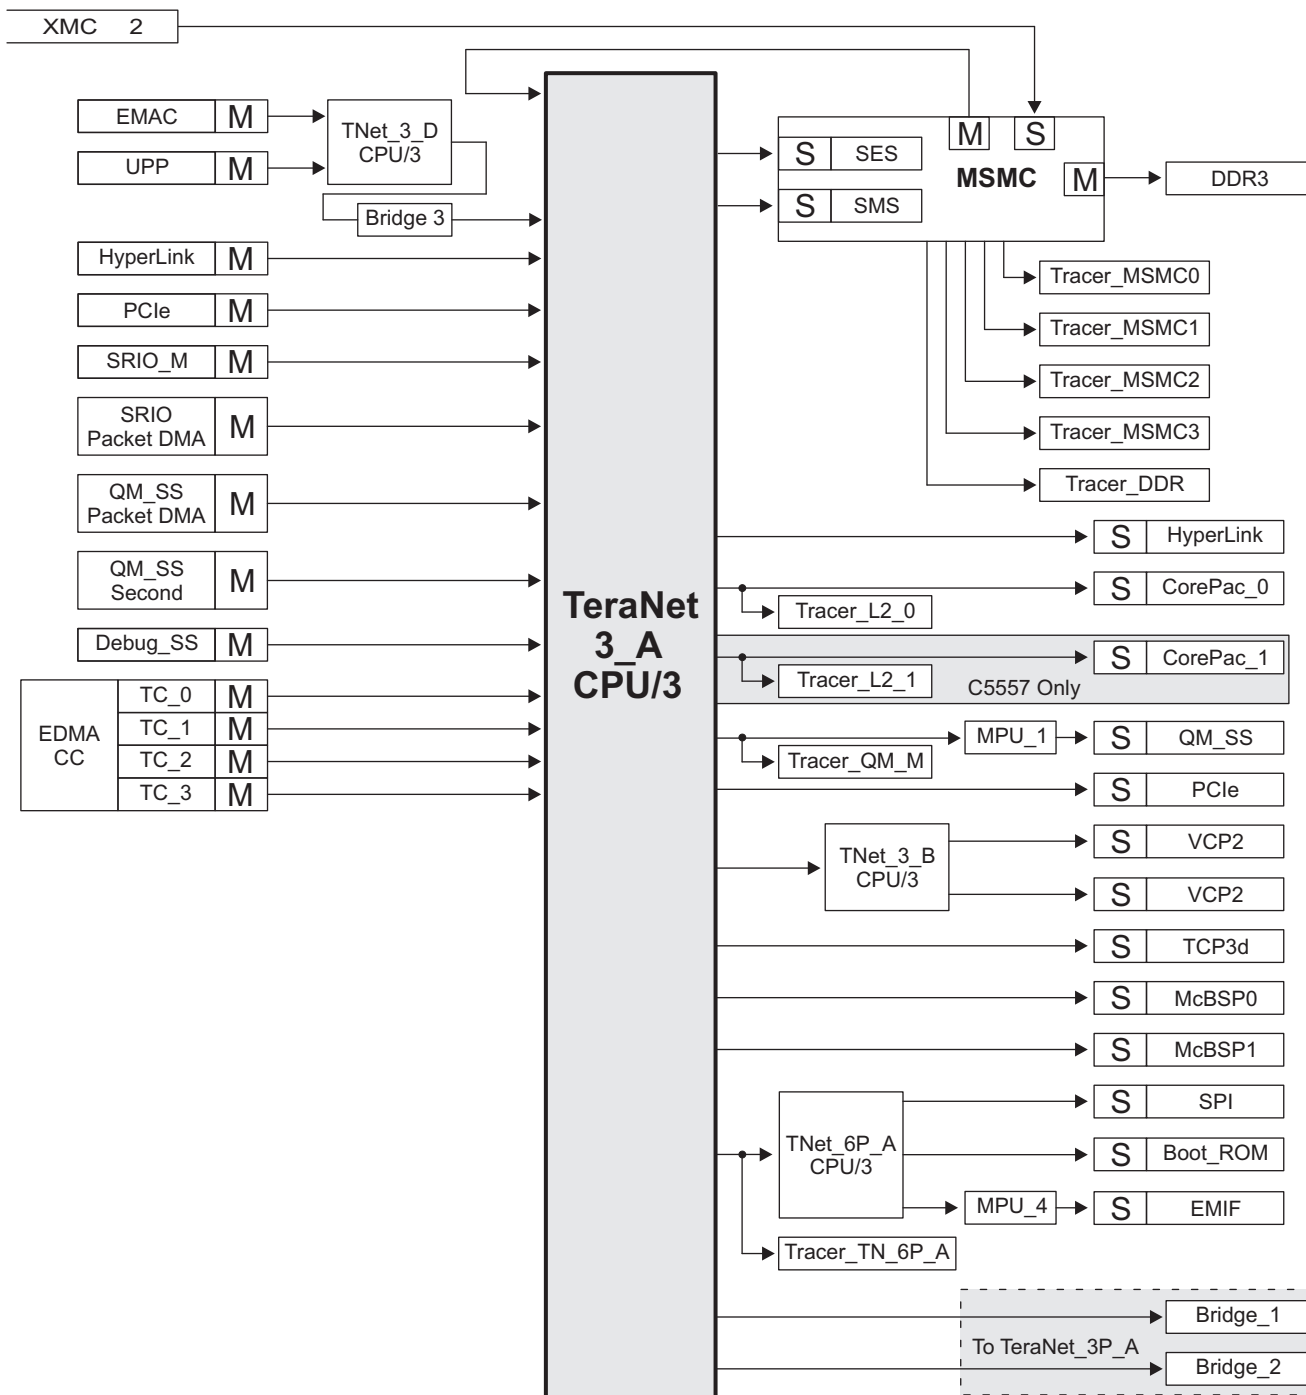 XMC 2
EMAC M
UPP M
TNet_3_D
CPU/3
Bridge 3
HyperLink M
PCIe M
SRIO_M M
SRIO
Packet DMA M
QM_SS
Packet DMA M
QM_SS
Second M
Debug_SS M
EDMA
CC
TC_0 M
TC_1 M
TC_2 M
TC_3 M
TeraNet
3_A
CPU/3
M S
S SES
MSMC M
S SMS
DDR3
Tracer_MSMC0
Tracer_MSMC1
Tracer_MSMC2
Tracer_MSMC3
Tracer_DDR
S HyperLink
S CorePac_0
Tracer_L2_0
S CorePac_1
Tracer_L2_1
C5557 Only
MPU_1 S QM_SS
Tracer_QM_M
S PCIe
TNet_3_B
CPU/3
S VCP2
S VCP2
S TCP3d
S McBSP0
S McBSP1
TNet_6P_A
CPU/3
S SPI
S Boot_ROM
MPU_4 S EMIF
Tracer_TN_6P_A
Bridge_1
To TeraNet_3P_A
Bridge_2